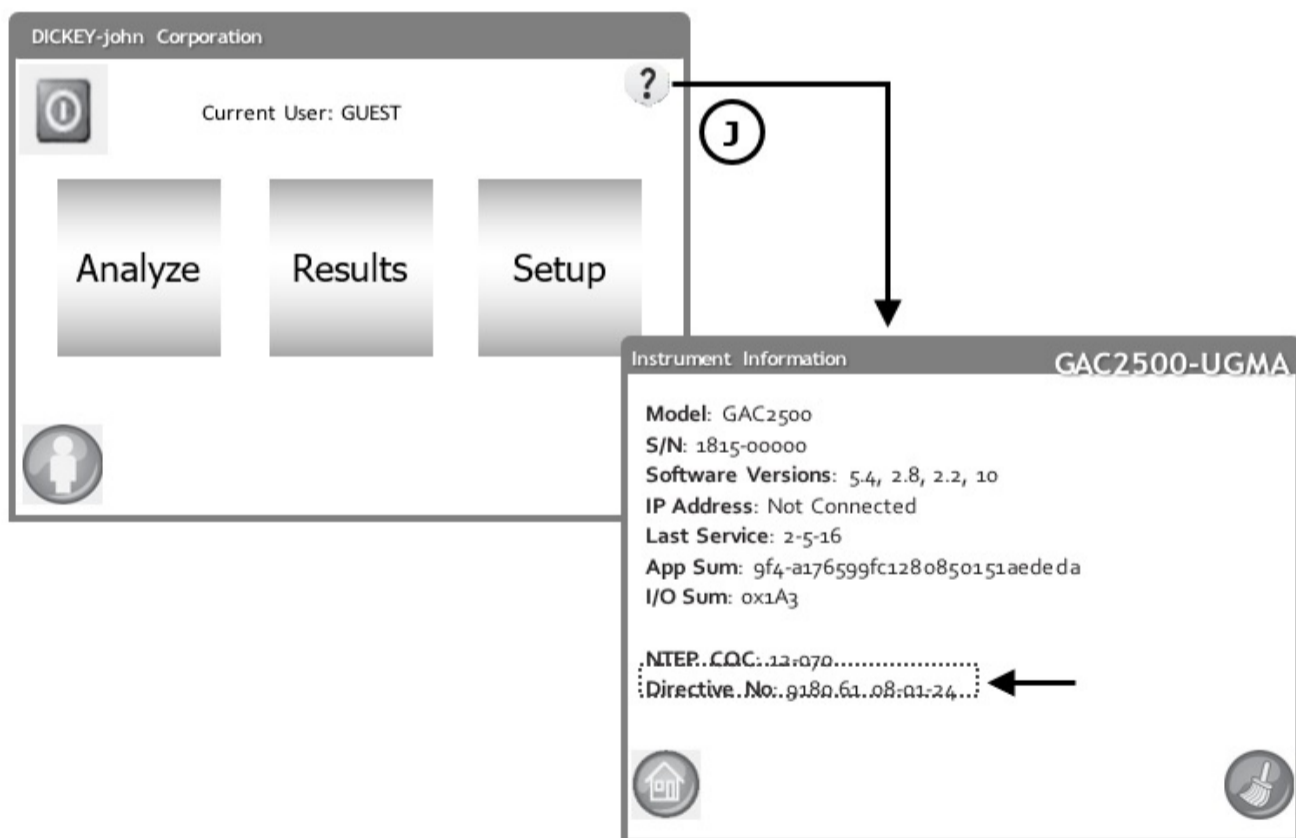 DICKEY-john Corporation
?
Current User: GUEST
J
Analyze
Results
Setup
Instrument Information
GAC2500-UGMA
Model: GAC2500
S/N: 1815-00000
Software Versions: 5.4, 2.8, 2.2, 10
IP Address: Not Connected
Last Service: 2-5-16
App Sum: 9f4-a176599fc1280850151aededa
I/O Sum: 0x1A3
NTEP COC: 12-070
Directive No: 9180.61 08-01-24